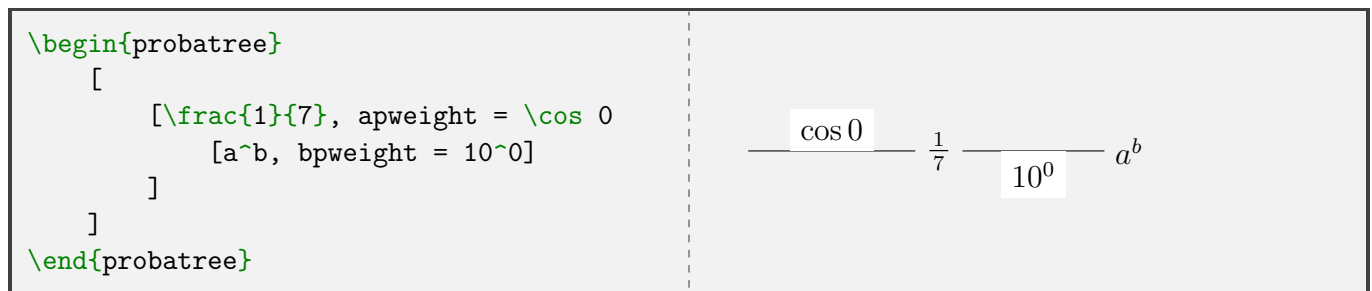 \begin{probatree}
    [
        [\frac{1}{7}, apweight = \cos 0
            [a^b, bpweight = 10^0]
        ]
    ]
\end{probatree}
cos 0
1/7 a^b
10^0